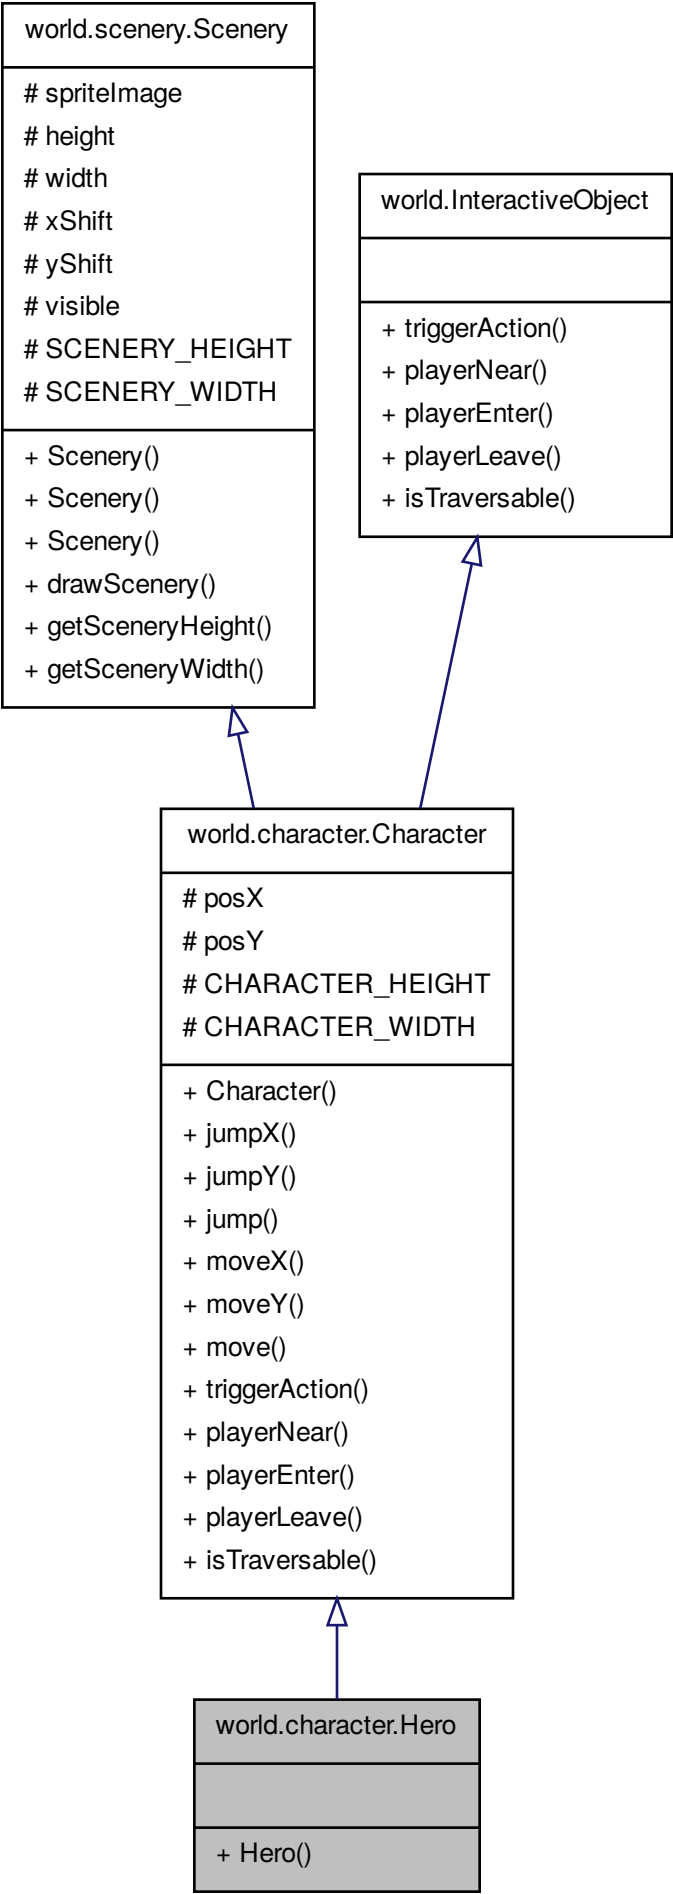 world.scenery.Scenery
# spriteImage
# height
# width
# xShift
# yShift
# visible
# SCENERY_HEIGHT
# SCENERY_WIDTH
+ Scenery()
+ Scenery()
+ Scenery()
+ drawScenery()
+ getSceneryHeight()
+ getSceneryWidth()
world.InteractiveObject
+ triggerAction()
+ playerNear()
+ playerEnter()
+ playerLeave()
+ isTraversable()
world.character.Character
# posX
# posY
# CHARACTER_HEIGHT
# CHARACTER_WIDTH
+ Character()
+ jumpX()
+ jumpY()
+ jump()
+ moveX()
+ moveY()
+ move()
+ triggerAction()
+ playerNear()
+ playerEnter()
+ playerLeave()
+ isTraversable()
world.character.Hero
+ Hero()